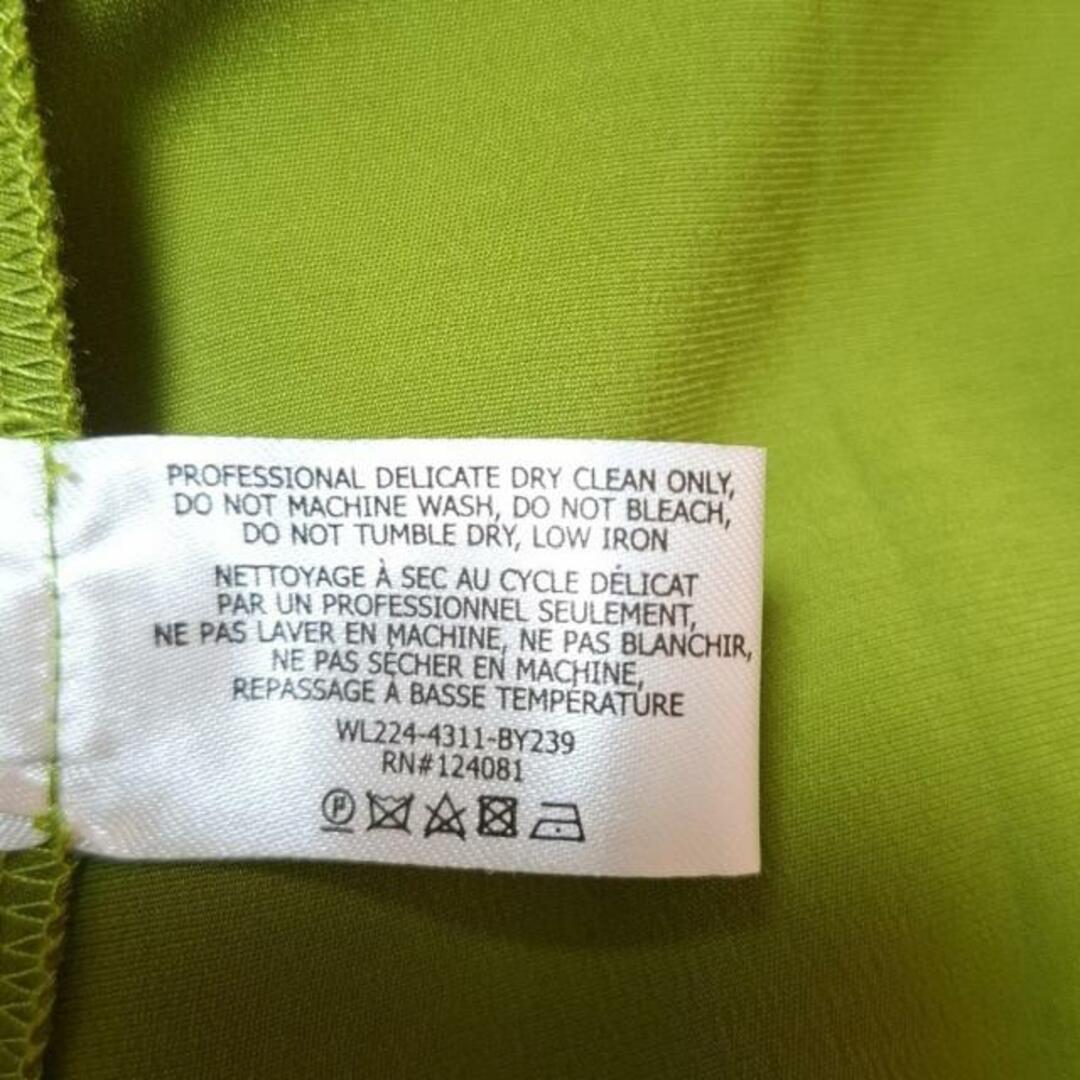 PROFESSIONAL DELICATE DRY CLEAN ONLY,
DO NOT MACHINE WASH, DO NOT BLEACH,
DO NOT TUMBLE DRY, LOW IRON
NETTOYAGE À SEC AU CYCLE DÉLICAT
PAR UN PROFESSIONNEL SEULEMENT,
NE PAS LAVER EN MACHINE, NE PAS BLANCHIR,
NE PAS SÈCHER EN MACHINE,
REPASSAGE À BASSE TEMPÉRATURE
WL224-4311-BY239
RN#124081
P